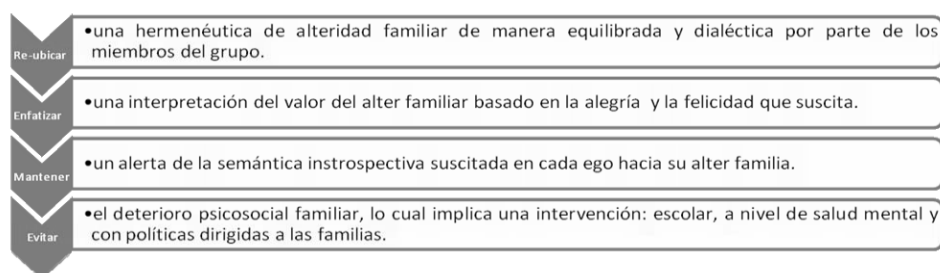 Re-ubicar
•una hermenéutica de alteridad familiar de manera equilibrada y dialéctica por parte de los
miembros del grupo.
Enfatizar
•una interpretación del valor del alter familiar basado en la alegría y la felicidad que suscita.
Mantener
•un alerta de la semántica instrospectiva suscitada en cada ego hacia su alter familia.
Evitar
•el deterioro psicosocial familiar, lo cual implica una intervención: escolar, a nivel de salud mental y
con políticas dirigidas a las familias.